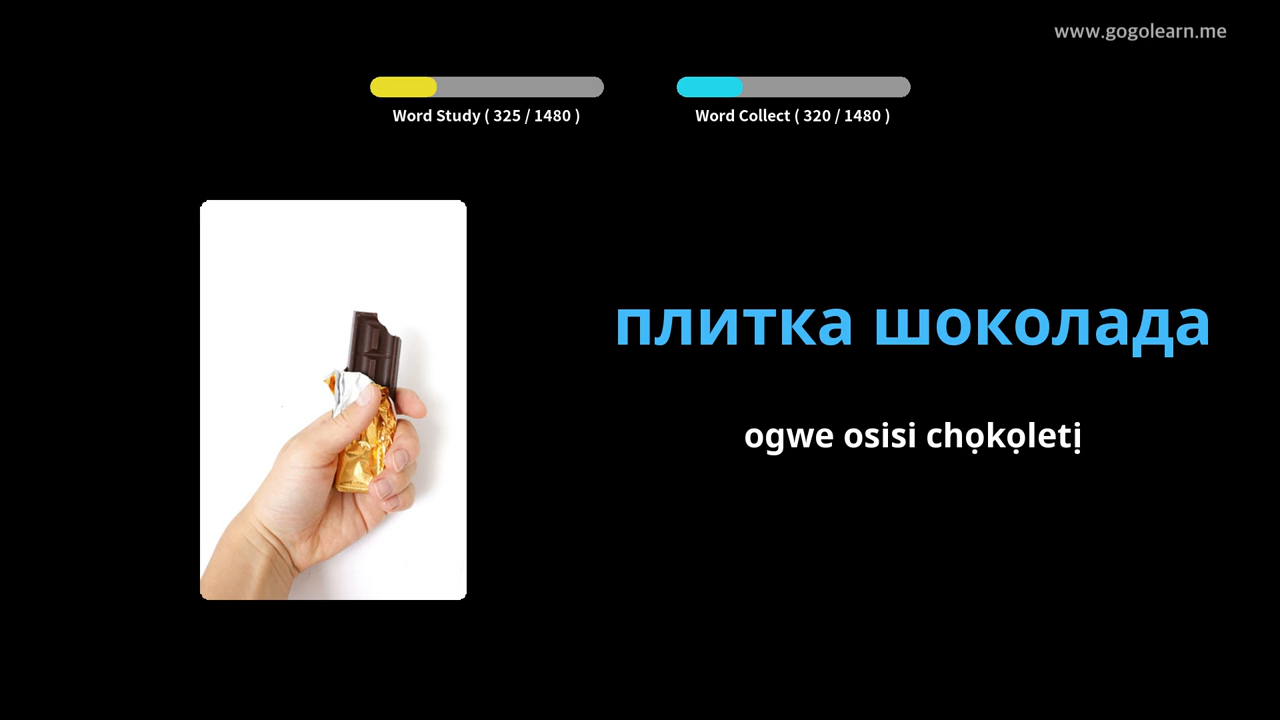 www.gogolearn.me
Word Study ( 325 / 1480 )
Word Collect ( 320 / 1480 )
плитка шоколада
ogwe osisi chọkọletị